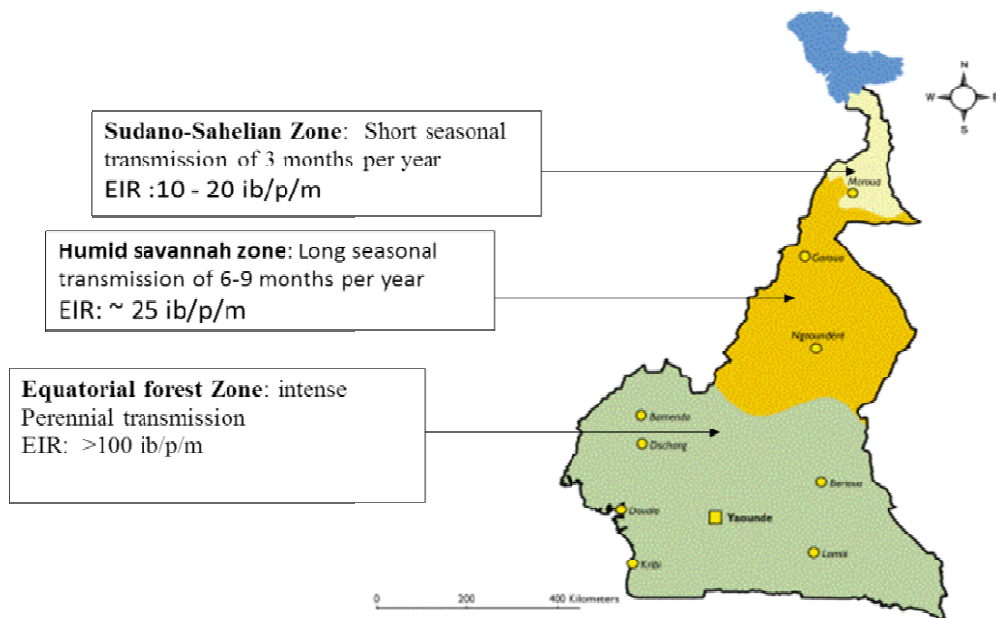 N
W
E
S
Sudano-Sahelian Zone: Short seasonal
transmission of 3 months per year
EIR :10 - 20 ib/p/m
Maroua
Humid savannah zone: Long seasonal
transmission of 6-9 months per year
EIR: ~ 25 ib/p/m
Garoua
Ngaoundéré
Equatorial forest Zone: intense
Perennial transmission
EIR: >100 ib/p/m
Bamenda
Dschang
Bertoua
Douala
Yaounde
Lomié
Kribi
0 200 400 Kilometers